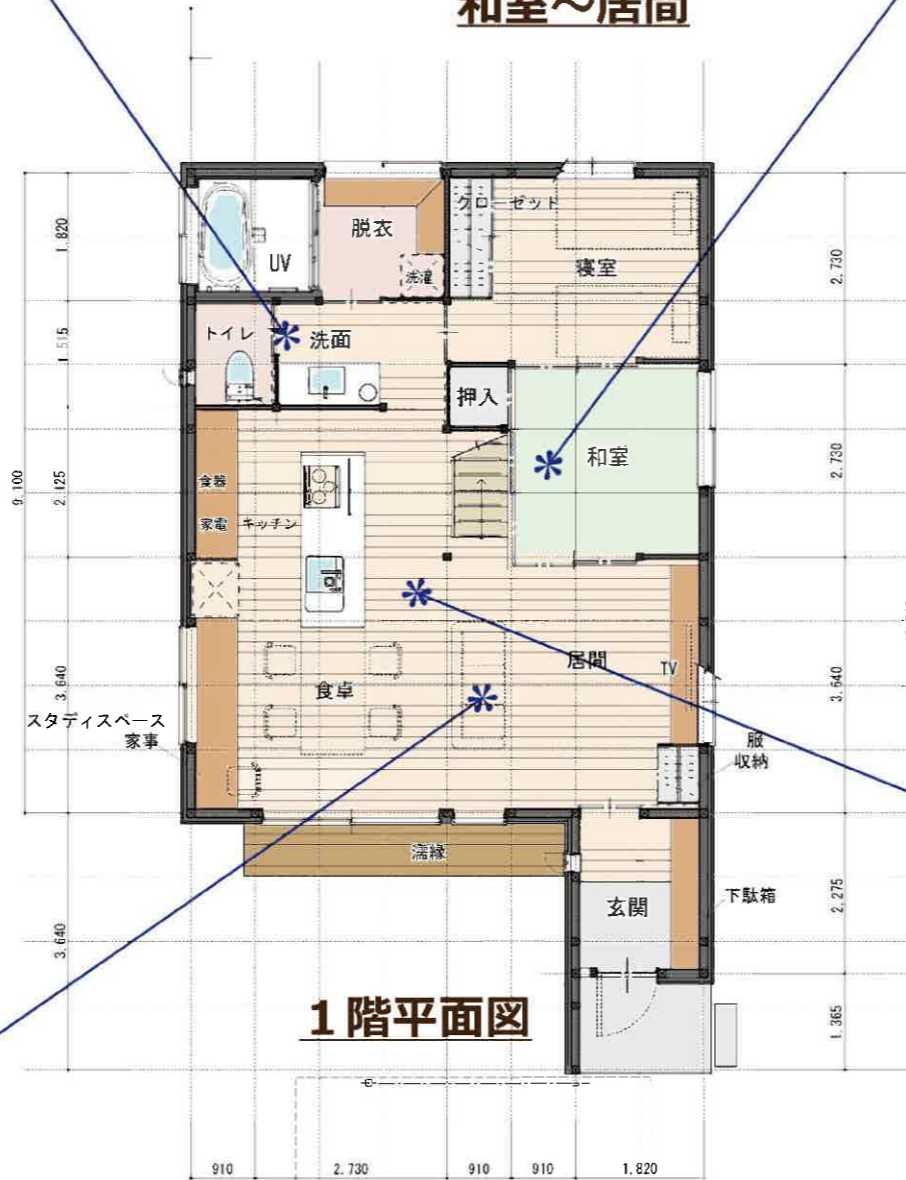 和室～居間
クローゼット
脱衣
UV
寝室
洗濯
トイレ
洗面
押入
和室
食器
家電
キッチン
居間
TV
食卓
スタディスペース
家事
服
収納
濡縁
玄関
下駄箱
1階平面図
9,100
1,820
1,515
2,125
3,640
3,640
2,730
2,730
3,640
2,275
1,365
910
2,730
910
910
1,820